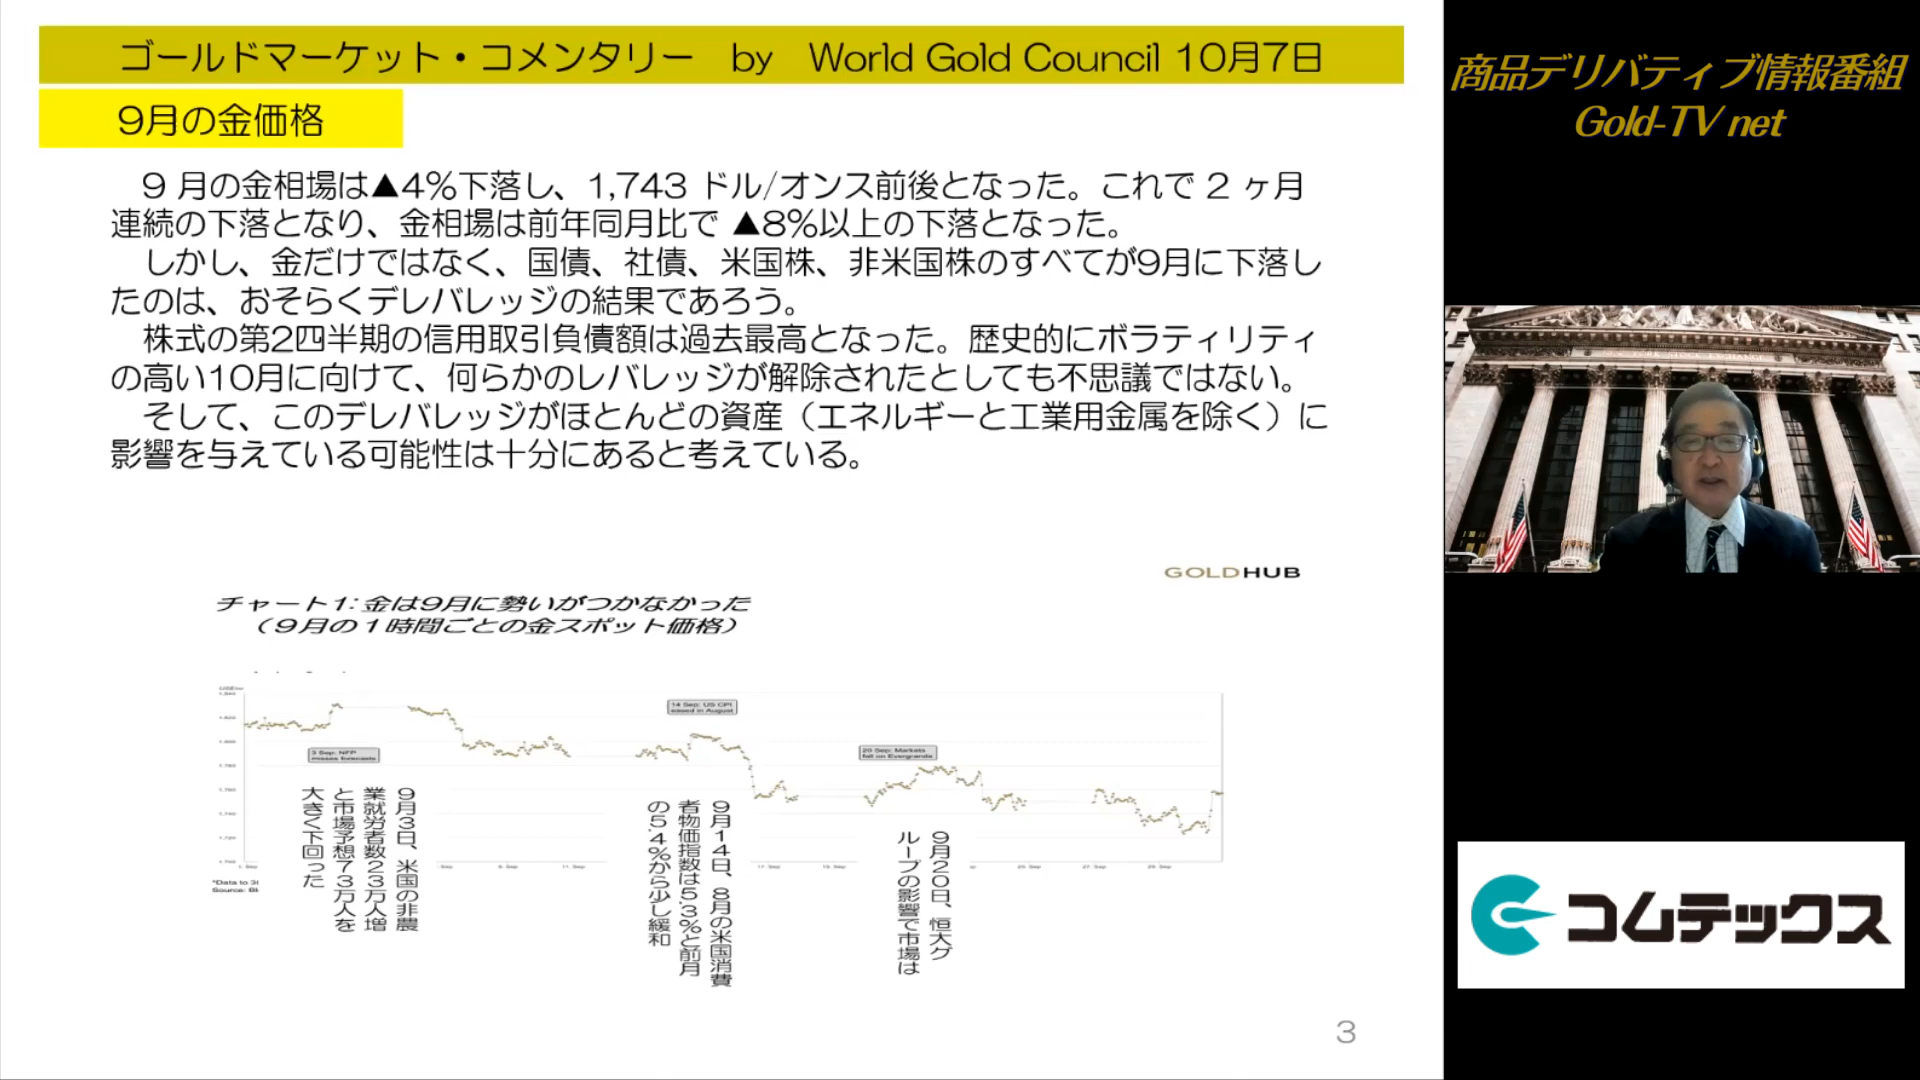 ゴールドマーケット・コメンタリー　by　World Gold Council 10月7日
9月の金価格
9 月の金相場は▲4%下落し、1,743 ドル/オンス前後となった。これで 2 ヶ月
連続の下落となり、金相場は前年同月比で ▲8%以上の下落となった。
しかし、金だけではなく、国債、社債、米国株、非米国株のすべてが9月に下落し
たのは、おそらくデレバレッジの結果であろう。
株式の第2四半期の信用取引負債額は過去最高となった。歴史的にボラティリティ
の高い10月に向けて、何らかのレバレッジが解除されたとしても不思議ではない。
そして、このデレバレッジがほとんどの資産（エネルギーと工業用金属を除く）に
影響を与えている可能性は十分にあると考えている。
GOLDHUB
チャート1: 金は9月に勢いがつかなかった
（9月の1時間ごとの金スポット価格）
3 Sep: NFP
misses forecasts
14 Sep: US CPI
eased in August
20 Sep: Markets
fall on Evergrande
9月3日、米国の非農
業就労者数23万人増
と市場予想73万人を
大きく下回った
9月14日、8月の米国消費
者物価指数は5.3%と前月
の5.4%から少し緩和
9月20日、恒大グ
ループの影響で市場は
3
商品デリバティブ情報番組
Gold-TV net
コムテックス